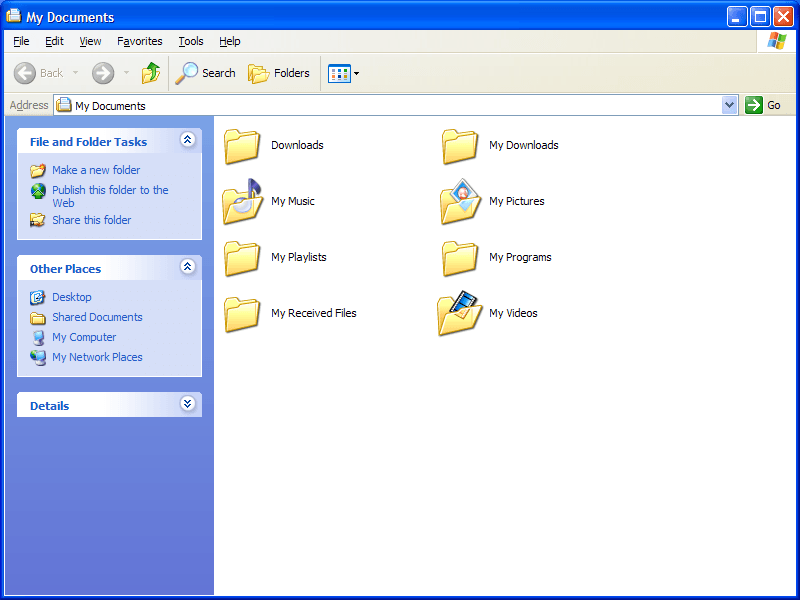 My Documents
File Edit View Favorites Tools Help
Back Search Folders
Address My Documents Go
File and Folder Tasks
Make a new folder
Publish this folder to the
Web
Share this folder
Other Places
Desktop
Shared Documents
My Computer
My Network Places
Details
Downloads My Downloads
My Music My Pictures
My Playlists My Programs
My Received Files My Videos